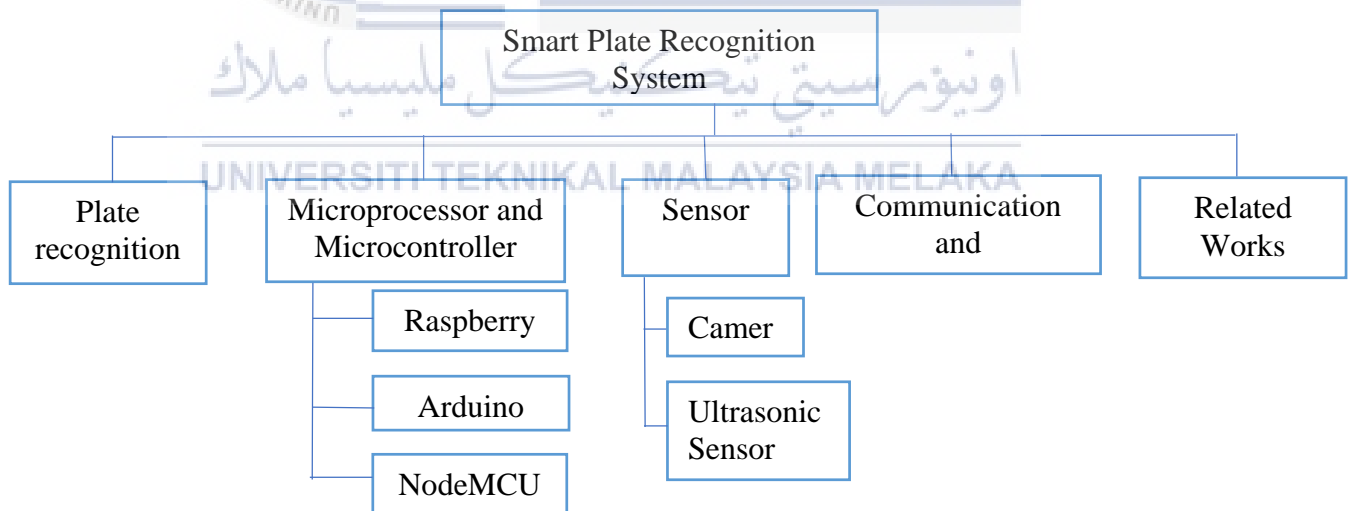 Smart Plate Recognition
System
اونيۏرسيتي تيكنيكل مليسيا ملاك
UNIVERSITI TEKNIKAL MALAYSIA MELAKA
Plate
recognition
Microprocessor and
Microcontroller
Raspberry
Arduino
NodeMCU
Sensor
Camer
Ultrasonic
Sensor
Communication
and
Related
Works